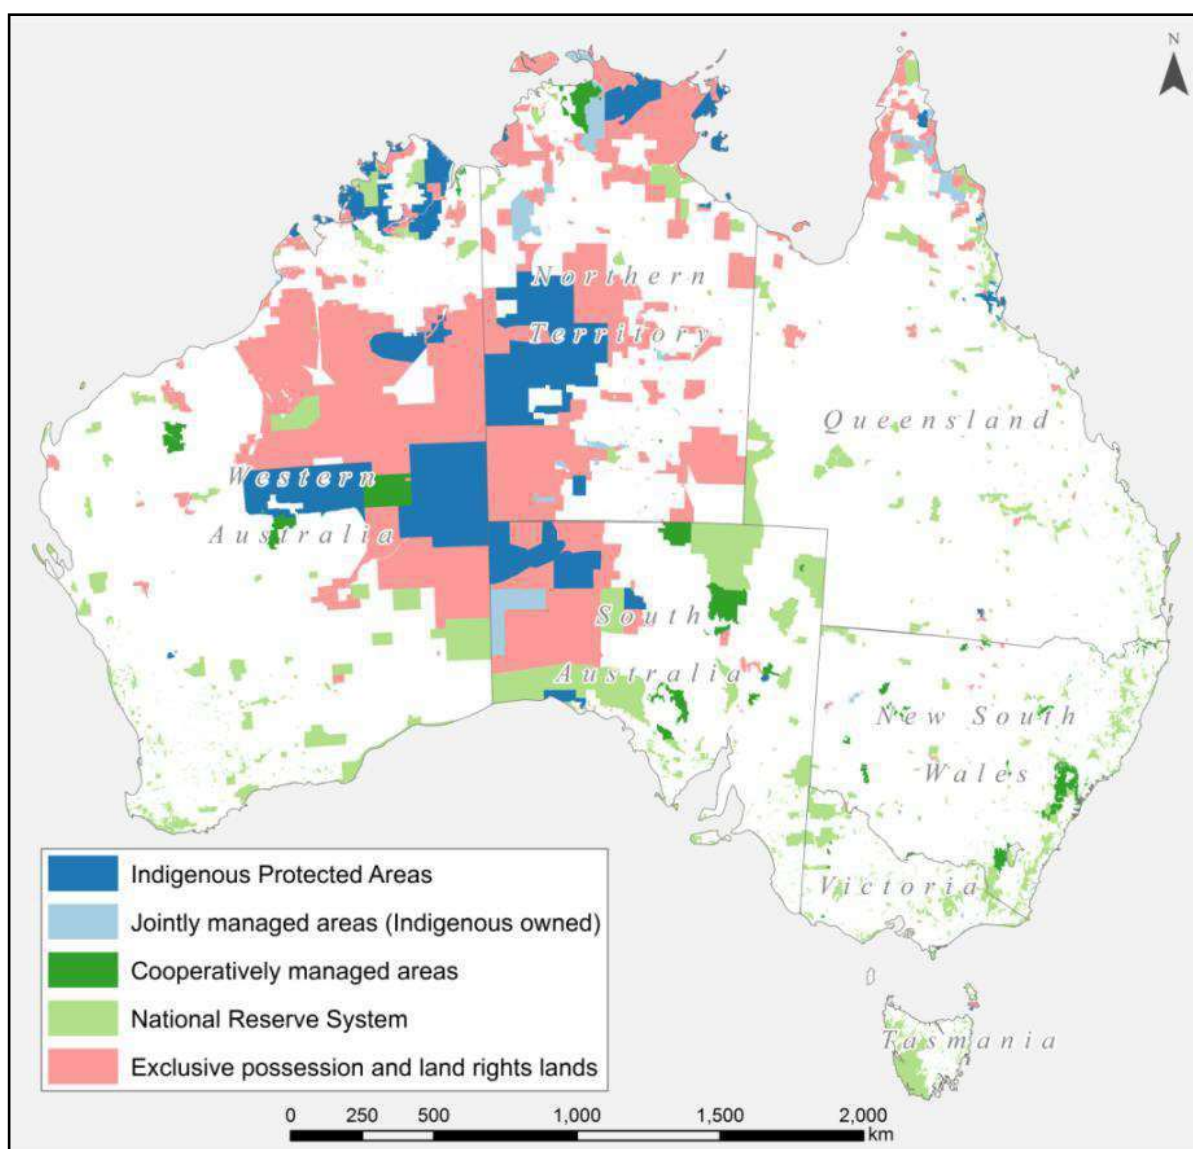 N
Northern
Territory
Queensland
Western
Australia
South
Australia
New South
Wales
Victoria
Tasmania
Indigenous Protected Areas
Jointly managed areas (Indigenous owned)
Cooperatively managed areas
National Reserve System
Exclusive possession and land rights lands
0 250 500 1,000 1,500 2,000
km